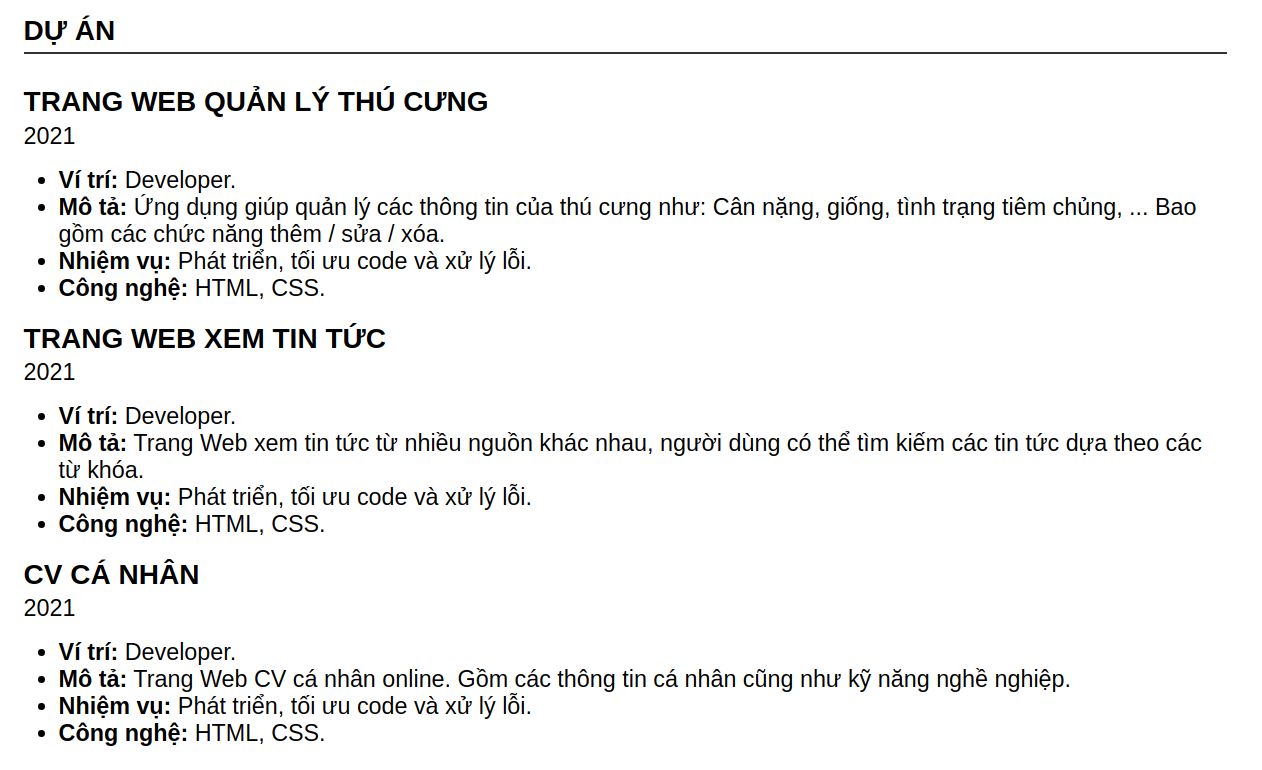 DỰ ÁN
TRANG WEB QUẢN LÝ THÚ CƯNG
2021
Ví trí: Developer.
Mô tả: Ứng dụng giúp quản lý các thông tin của thú cưng như: Cân nặng, giống, tình trạng tiêm chủng, ... Bao
gồm các chức năng thêm / sửa / xóa.
Nhiệm vụ: Phát triển, tối ưu code và xử lý lỗi.
Công nghệ: HTML, CSS.
TRANG WEB XEM TIN TỨC
2021
Ví trí: Developer.
Mô tả: Trang Web xem tin tức từ nhiều nguồn khác nhau, người dùng có thể tìm kiếm các tin tức dựa theo các
từ khóa.
Nhiệm vụ: Phát triển, tối ưu code và xử lý lỗi.
Công nghệ: HTML, CSS.
CV CÁ NHÂN
2021
Ví trí: Developer.
Mô tả: Trang Web CV cá nhân online. Gồm các thông tin cá nhân cũng như kỹ năng nghề nghiệp.
Nhiệm vụ: Phát triển, tối ưu code và xử lý lỗi.
Công nghệ: HTML, CSS.